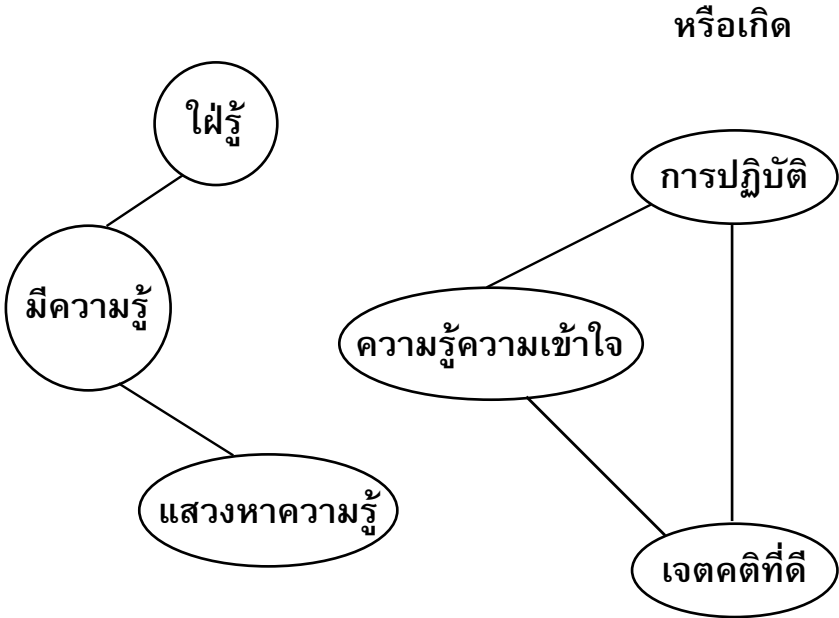 หรือเกิด
ใฝ่รู้
มีความรู้
แสวงหาความรู้
การปฏิบัติ
ความรู้ความเข้าใจ
เจตคติที่ดี